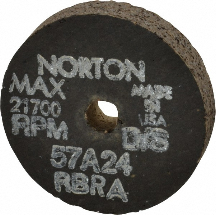 NORTON
MAX
21700
RPM
MADE
IN
USA
D/S
57A24
RBRA